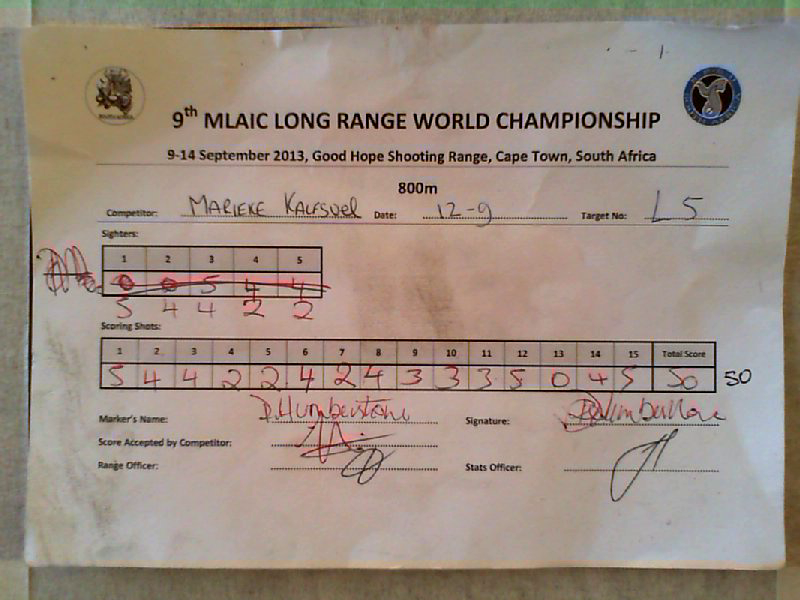 9th MLAIC LONG RANGE WORLD CHAMPIONSHIP
9-14 September 2013, Good Hope Shooting Range, Cape Town, South Africa
800m
Competitor: MARIEKE KALFSVEL Date: 12-9 Target No: L 5
Sighters:
1 2 3 4 5
0 0 5 4 4
5 4 4 2 2
Scoring Shots:
1 2 3 4 5 6 7 8 9 10 11 12 13 14 15 Total Score
5 4 4 2 2 4 2 4 3 3 3 5 0 4 5 50 50
Marker's Name: D.Humberstone Signature:
Score Accepted by Competitor:
Range Officer: Stats Officer: